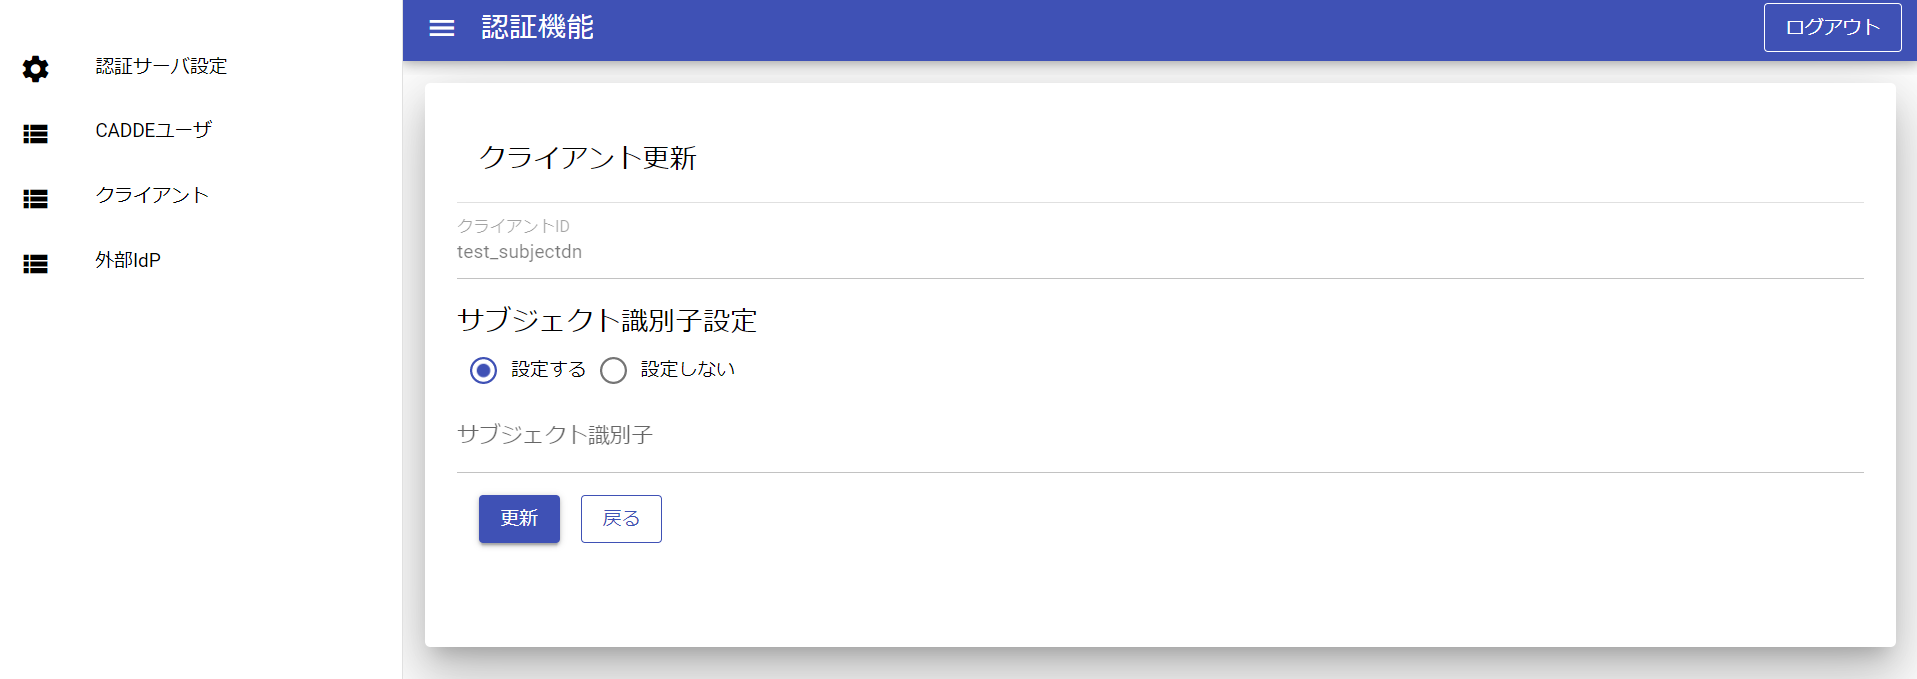 認証サーバ設定
CADDEユーザ
クライアント
外部IdP
認証機能
ログアウト
クライアント更新
クライアントID
test_subjectdn
サブジェクト識別子設定
設定する 設定しない
サブジェクト識別子
更新 戻る